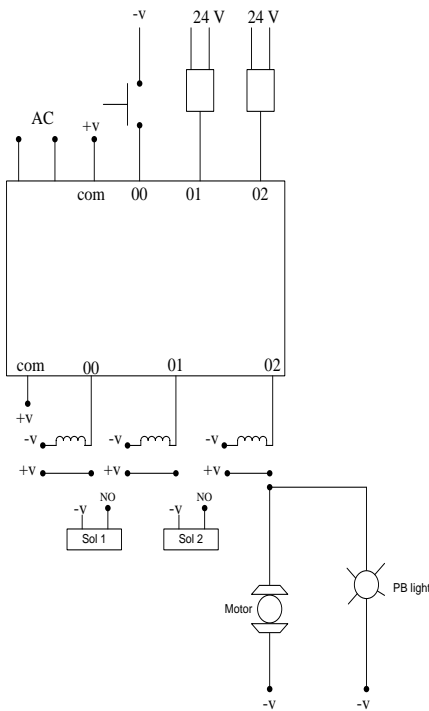 -v 24 V 24 V
AC
+v
com 00 01 02
com 00 01 02
+v
-v -v -v
+v +v +v
NO NO
-v -v
Sol 1 Sol 2
Motor PB light
-v -v